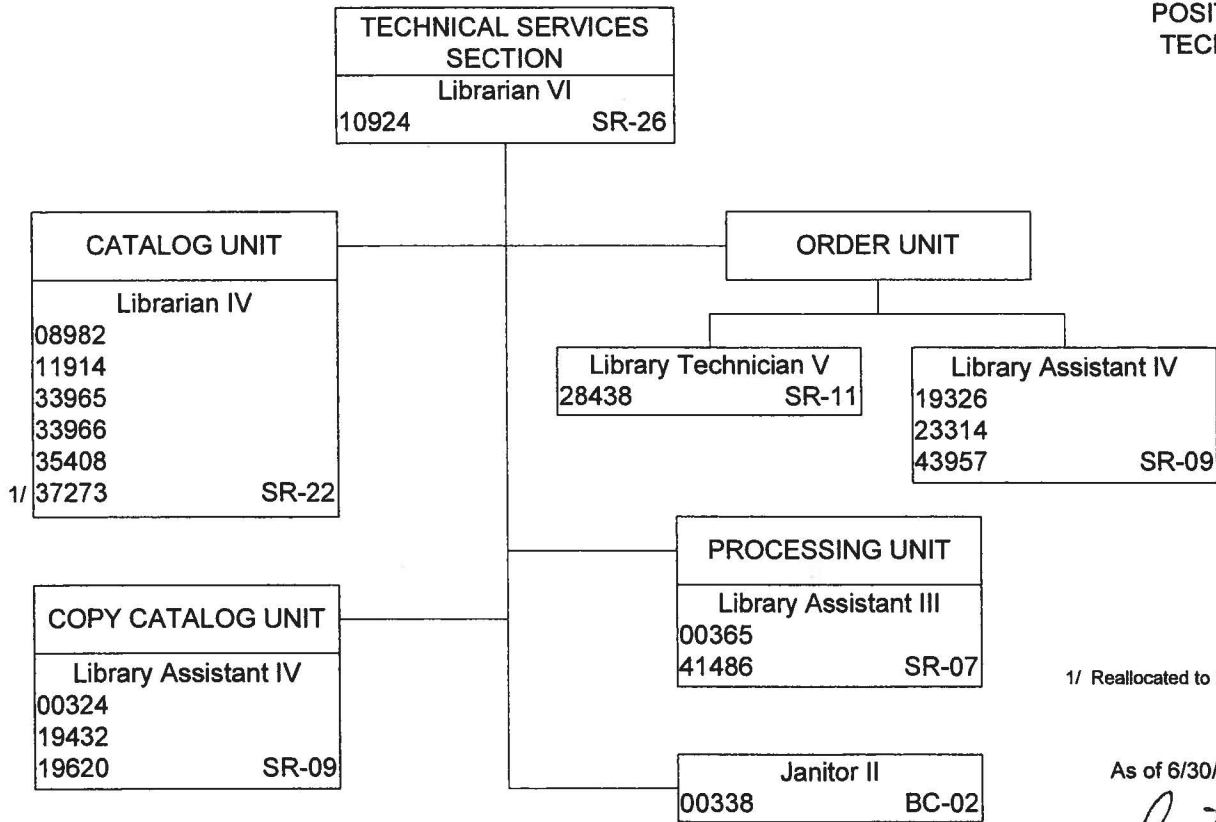 POSIT
TECH
TECHNICAL SERVICES
SECTION
Librarian VI
10924 SR-26
CATALOG UNIT
Librarian IV
08982
11914
33965
33966
35408
1/ 37273 SR-22
ORDER UNIT
Library Technician V
28438 SR-11
Library Assistant IV
19326
23314
43957 SR-09
COPY CATALOG UNIT
Library Assistant IV
00324
19432
19620 SR-09
PROCESSING UNIT
Library Assistant III
00365
41486 SR-07
1/ Reallocated to
Janitor II
00338 BC-02
As of 6/30/